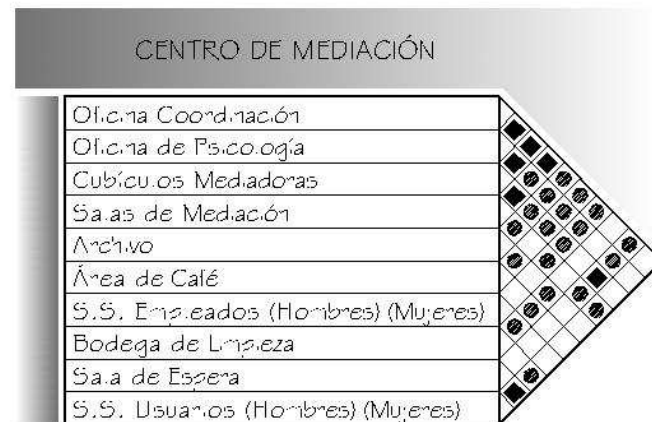 CENTRO DE MEDIACIÓN
Oficina Coordinación
Oficina de Psicología
Cubículos Mediadoras
Salas de Mediación
Archivo
Área de Café
S.S. Empleados (Hombres) (Mujeres)
Bodega de Limpieza
Sala de Espera
S.S. Usuarios (Hombres) (Mujeres)